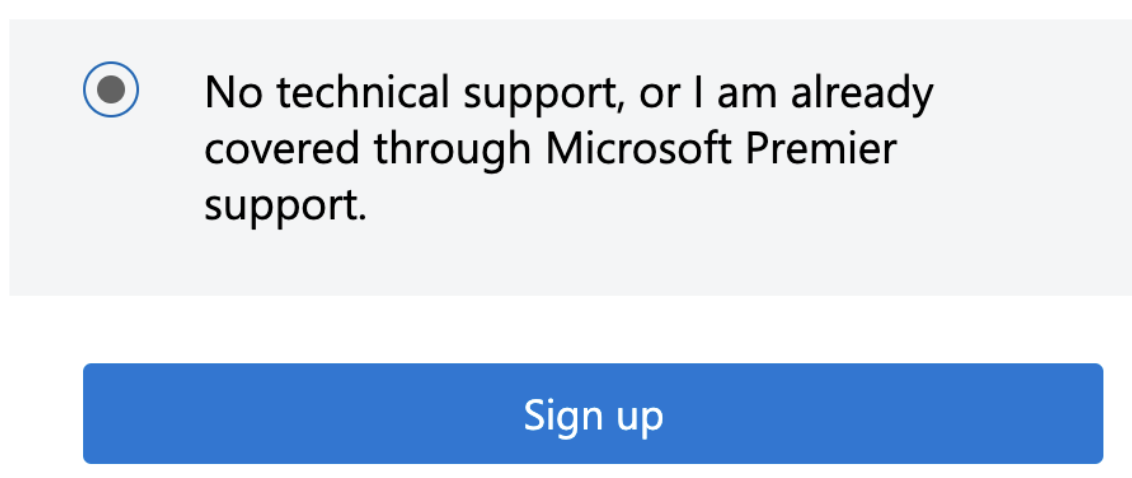 No technical support, or I am already
covered through Microsoft Premier
support.
Sign up